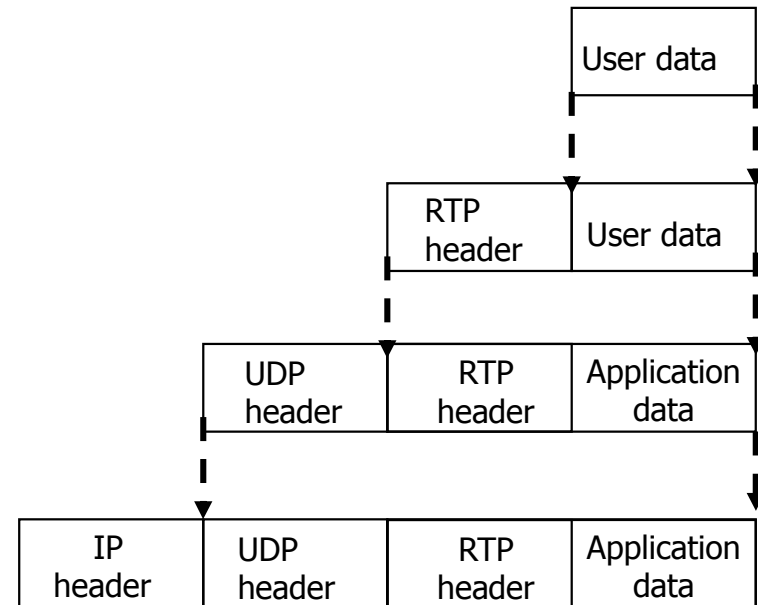 User data
RTP
header
User data
UDP
header
RTP
header
Application
data
IP
header
UDP
header
RTP
header
Application
data